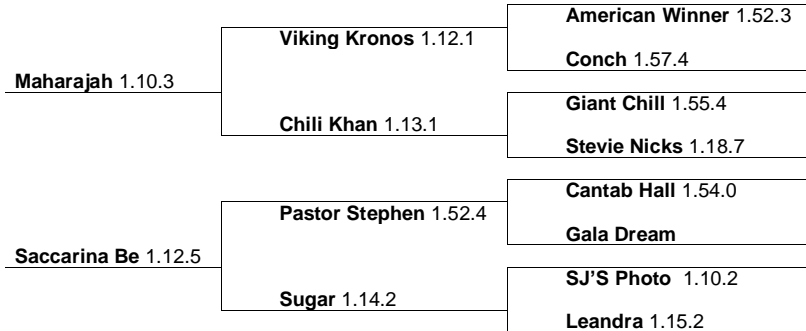 American Winner 1.52.3
Viking Kronos 1.12.1
Conch 1.57.4
Maharajah 1.10.3
Giant Chill 1.55.4
Chili Khan 1.13.1
Stevie Nicks 1.18.7
Cantab Hall 1.54.0
Pastor Stephen 1.52.4
Gala Dream
Saccarina Be 1.12.5
SJ'S Photo 1.10.2
Sugar 1.14.2
Leandra 1.15.2